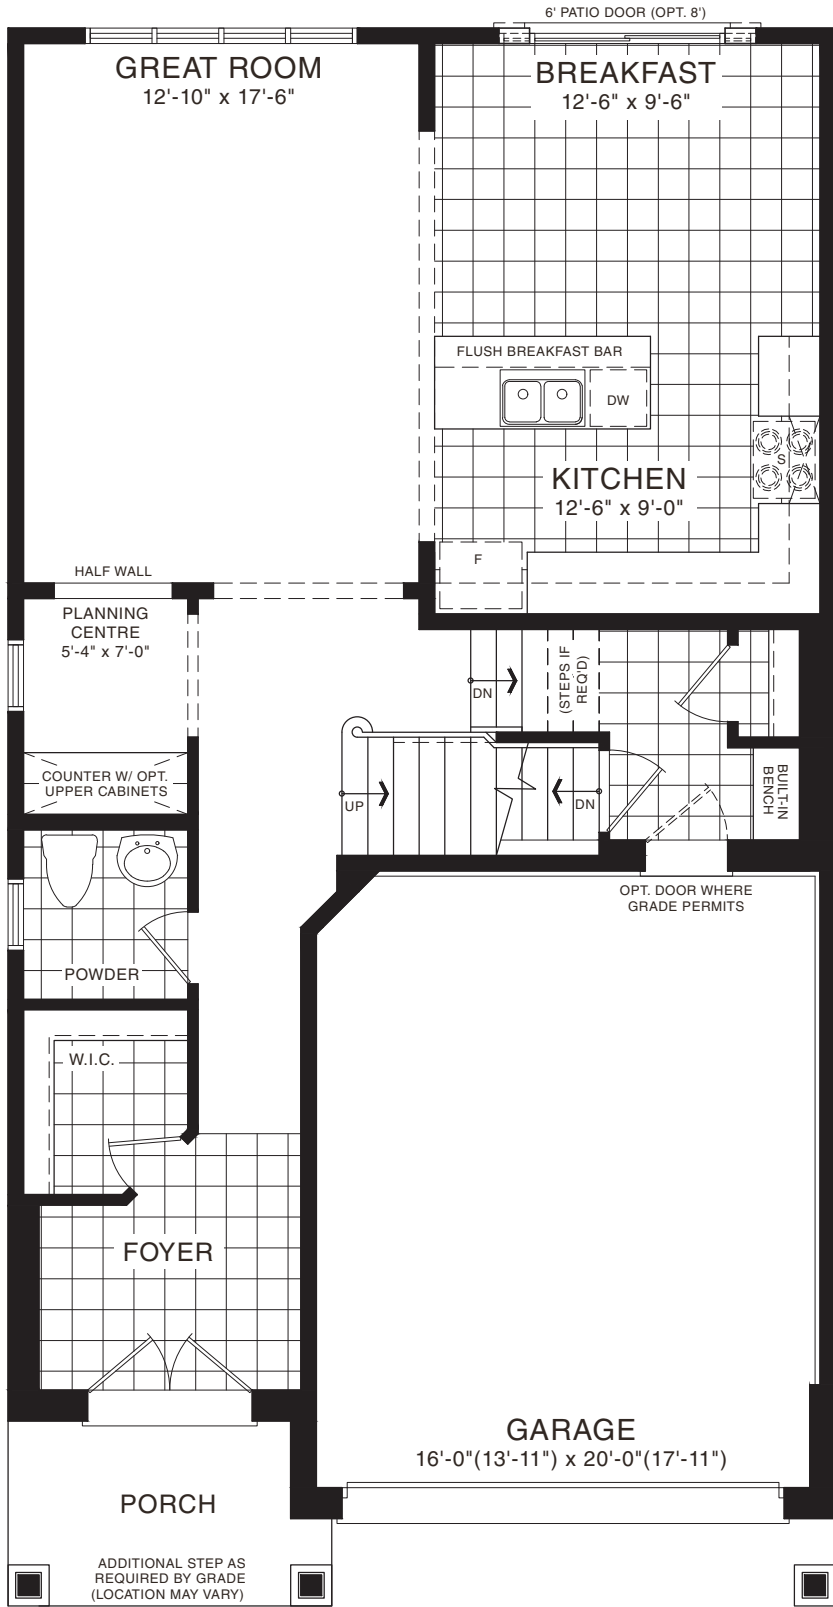 6' PATIO DOOR (OPT. 8')
GREAT ROOM
12'-10" x 17'-6"
BREAKFAST
12'-6" x 9'-6"
FLUSH BREAKFAST BAR
DW
S
KITCHEN
12'-6" x 9'-0"
F
HALF WALL
PLANNING
CENTRE
5'-4" x 7'-0"
DN
(STEPS IF
REQ'D)
COUNTER W/ OPT.
UPPER CABINETS
UP
DN
BUILT-IN
BENCH
OPT. DOOR WHERE
GRADE PERMITS
POWDER
W.I.C.
FOYER
GARAGE
16'-0"(13'-11") x 20'-0"(17'-11")
PORCH
ADDITIONAL STEP AS
REQUIRED BY GRADE
(LOCATION MAY VARY)